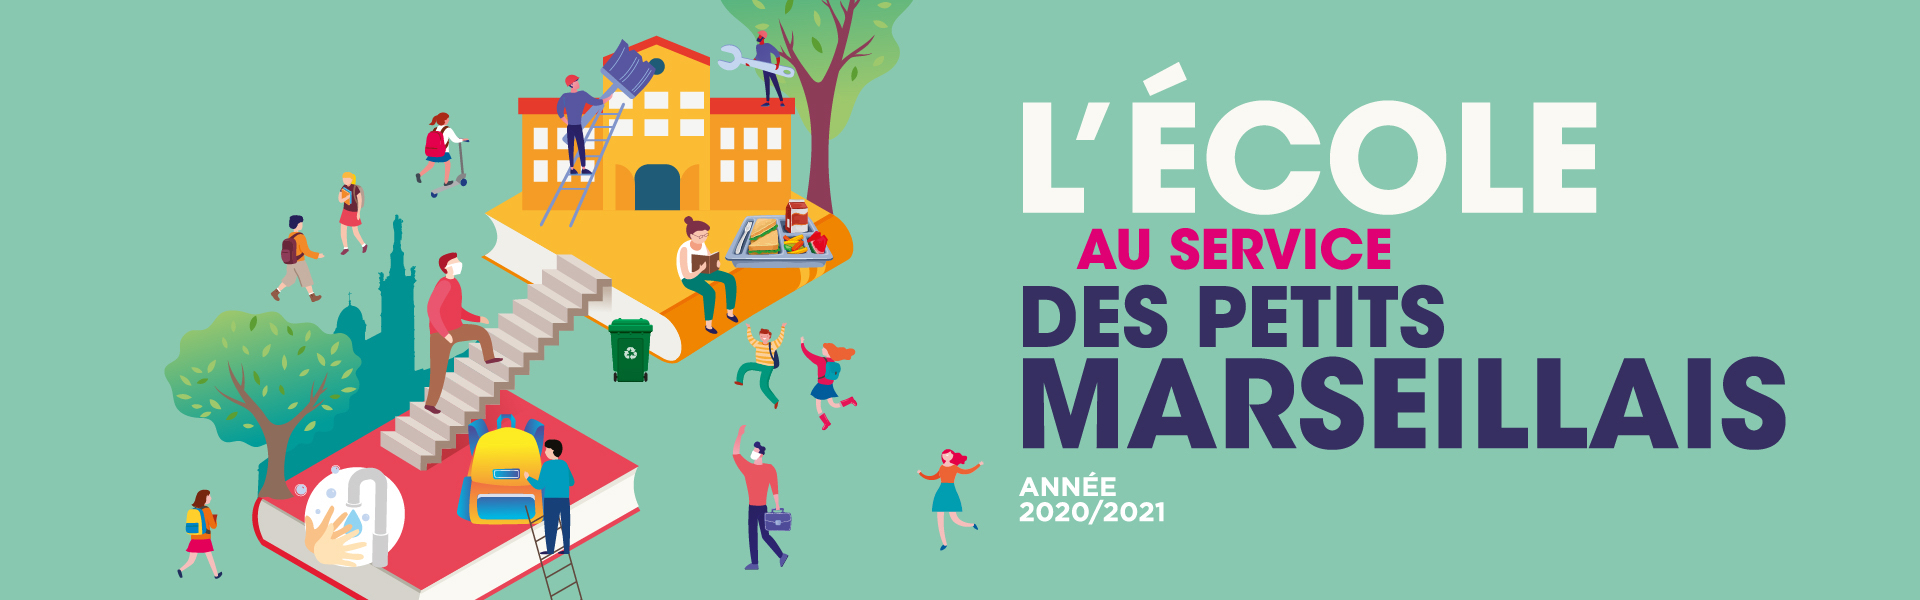 L'ÉCOLE
AU SERVICE
DES PETITS
MARSEILLAIS
ANNÉE
2020/2021